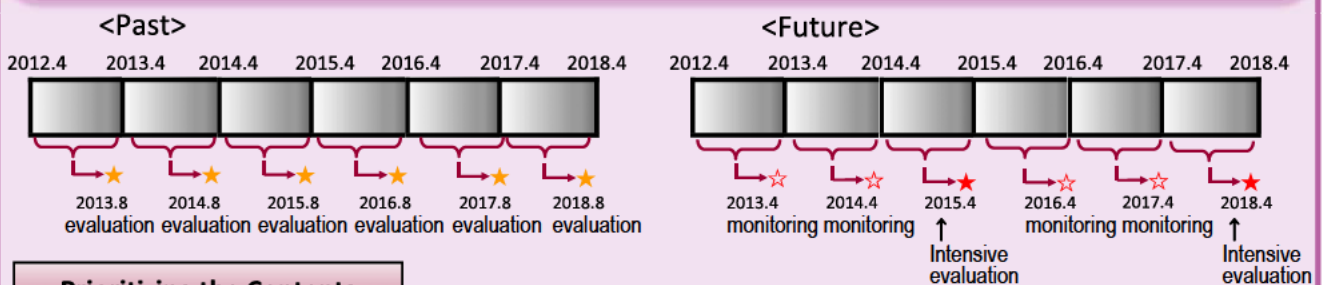 <Past>
2012.4 2013.4 2014.4 2015.4 2016.4 2017.4 2018.4
2013.8 2014.8 2015.8 2016.8 2017.8 2018.8
evaluation evaluation evaluation evaluation evaluation evaluation
<Future>
2012.4 2013.4 2014.4 2015.4 2016.4 2017.4 2018.4
2013.4 2014.4 2015.4 2016.4 2017.4 2018.4
monitoring monitoring monitoring monitoring
Intensive
evaluation
Intensive
evaluation
Prioritizing the Contents